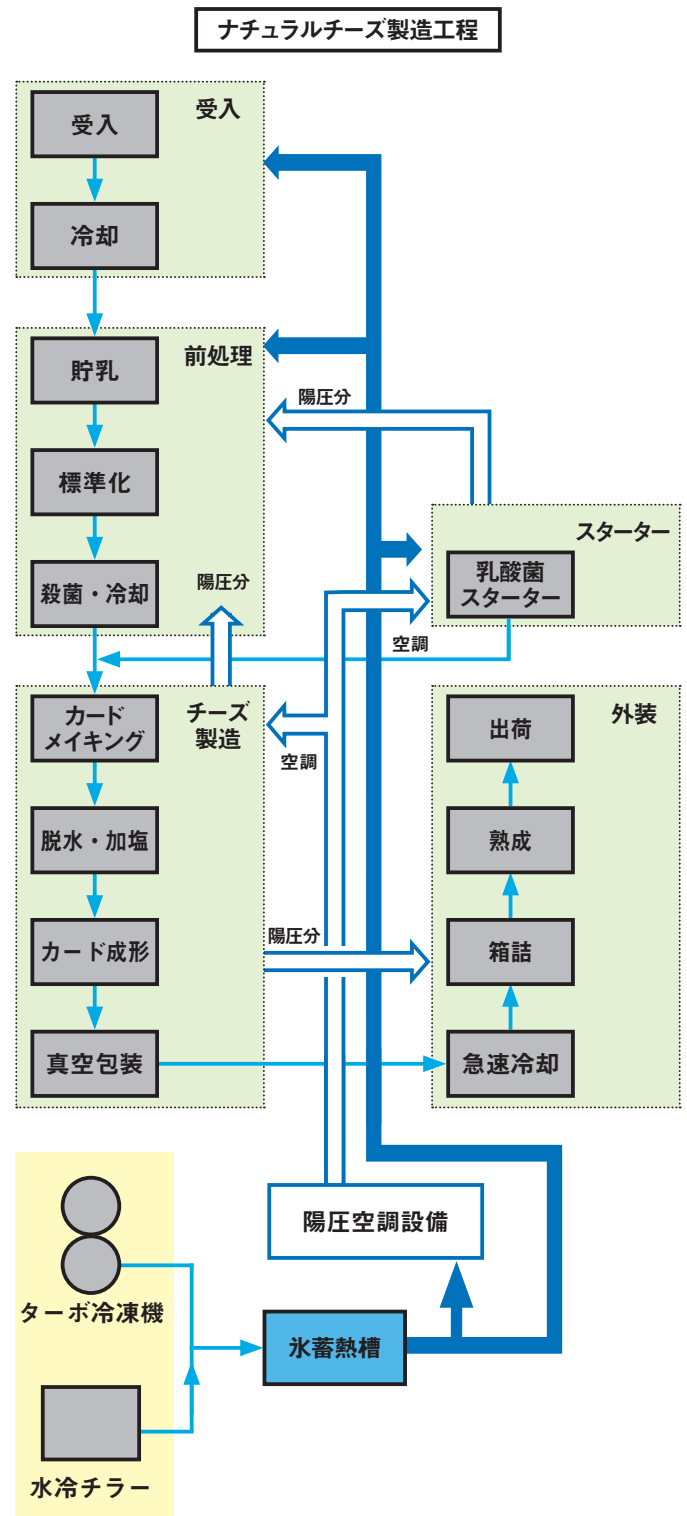 ナチュラルチーズ製造工程
受入
受入
冷却
前処理
貯乳
標準化
殺菌・冷却
陽圧分
陽圧分
スターター
乳酸菌
スターター
空調
チーズ
製造
カード
メイキング
脱水・加塩
カード成形
真空包装
空調
陽圧分
外装
出荷
熟成
箱詰
急速冷却
陽圧空調設備
ターボ冷凍機
氷蓄熱槽
水冷チラー